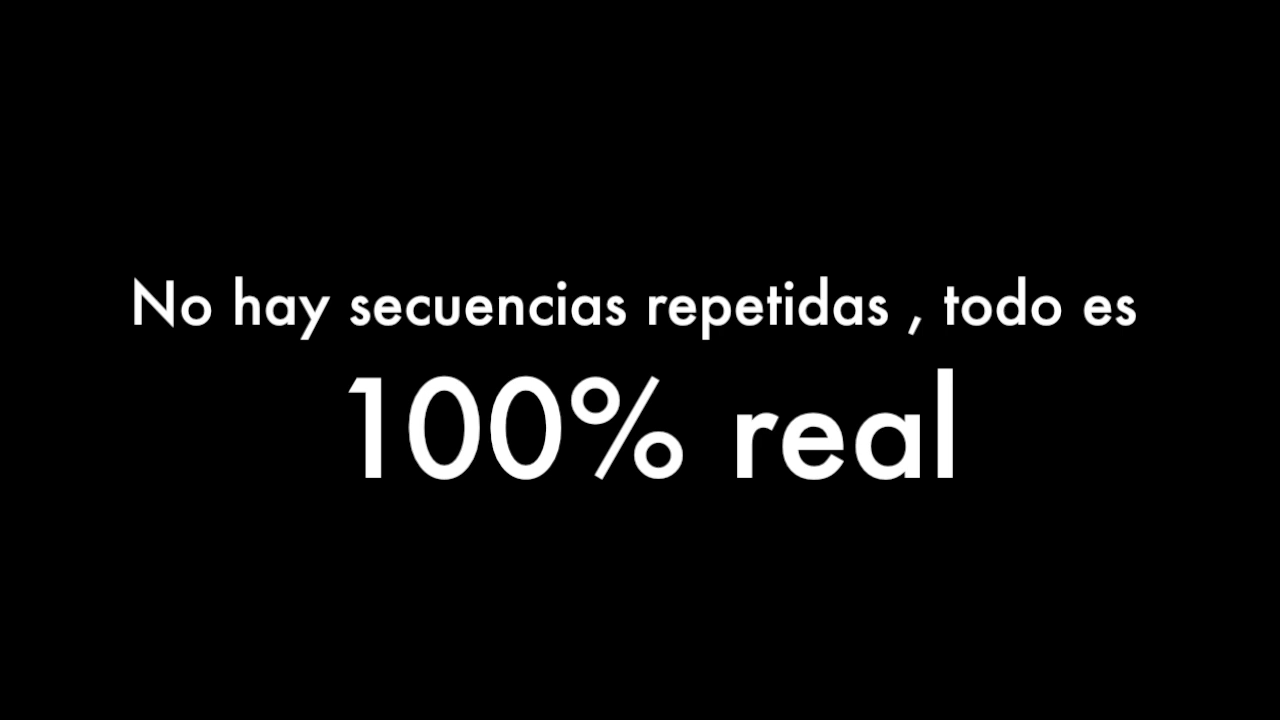 No hay secuencias repetidas , todo es
100% real